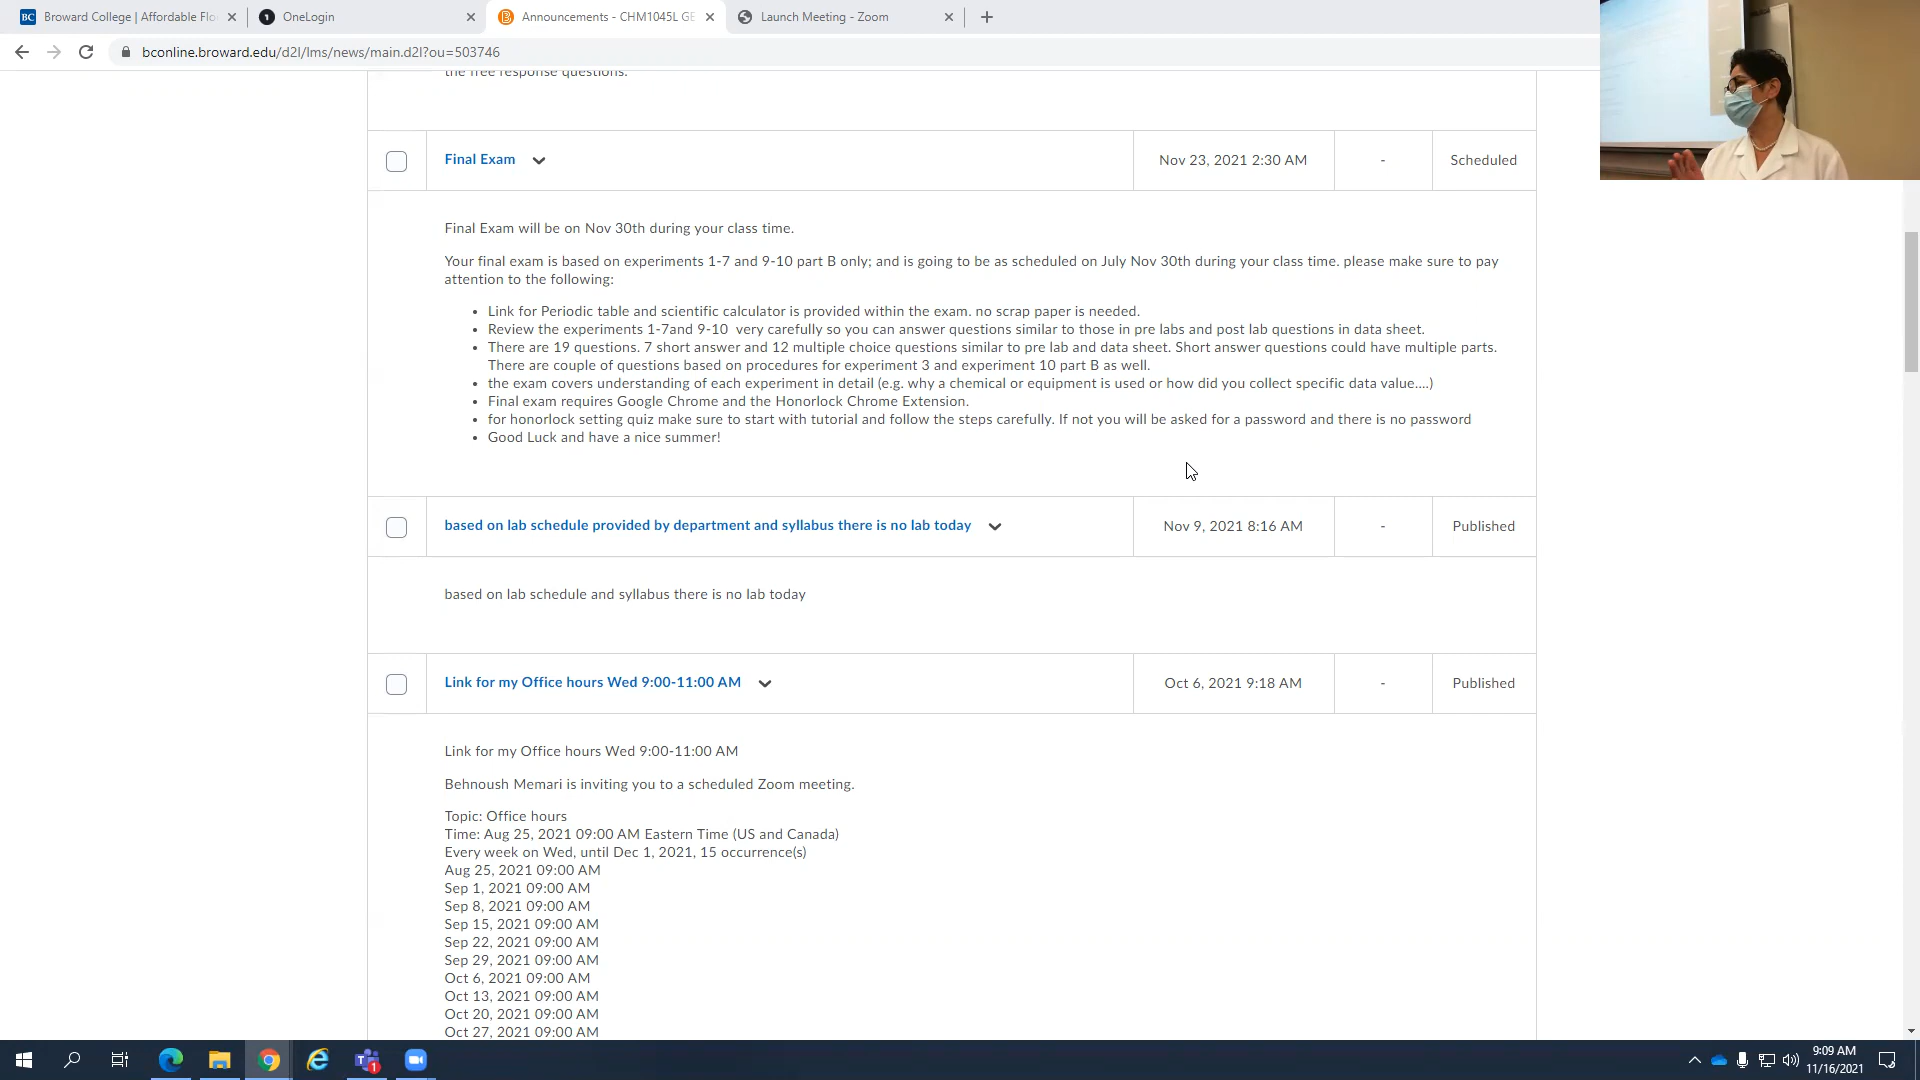 BC Broward College | Affordable Flo
1 OneLogin
B Announcements - CHM1045L GE
Launch Meeting - Zoom
bconline.broward.edu/d2l/lms/news/main.d2l?ou=503746
the free response questions.
Final Exam Nov 23, 2021 2:30 AM - Scheduled
Final Exam will be on Nov 30th during your class time.
Your final exam is based on experiments 1-7 and 9-10 part B only; and is going to be as scheduled on July Nov 30th during your class time. please make sure to pay
attention to the following:
• Link for Periodic table and scientific calculator is provided within the exam. no scrap paper is needed.
• Review the experiments 1-7and 9-10 very carefully so you can answer questions similar to those in pre labs and post lab questions in data sheet.
• There are 19 questions. 7 short answer and 12 multiple choice questions similar to pre lab and data sheet. Short answer questions could have multiple parts.
There are couple of questions based on procedures for experiment 3 and experiment 10 part B as well.
• the exam covers understanding of each experiment in detail (e.g. why a chemical or equipment is used or how did you collect specific data value....)
• Final exam requires Google Chrome and the Honorlock Chrome Extension.
• for honorlock setting quiz make sure to start with tutorial and follow the steps carefully. If not you will be asked for a password and there is no password
• Good Luck and have a nice summer!
based on lab schedule provided by department and syllabus there is no lab today Nov 9, 2021 8:16 AM - Published
based on lab schedule and syllabus there is no lab today
Link for my Office hours Wed 9:00-11:00 AM Oct 6, 2021 9:18 AM - Published
Link for my Office hours Wed 9:00-11:00 AM
Behnoush Memari is inviting you to a scheduled Zoom meeting.
Topic: Office hours
Time: Aug 25, 2021 09:00 AM Eastern Time (US and Canada)
Every week on Wed, until Dec 1, 2021, 15 occurrence(s)
Aug 25, 2021 09:00 AM
Sep 1, 2021 09:00 AM
Sep 8, 2021 09:00 AM
Sep 15, 2021 09:00 AM
Sep 22, 2021 09:00 AM
Sep 29, 2021 09:00 AM
Oct 6, 2021 09:00 AM
Oct 13, 2021 09:00 AM
Oct 20, 2021 09:00 AM
Oct 27, 2021 09:00 AM
9:09 AM
11/16/2021